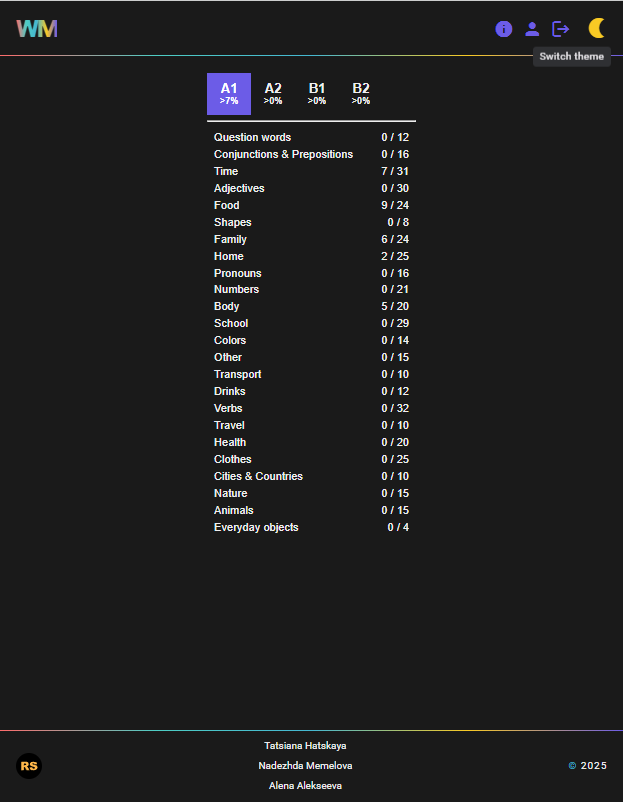 WM
Switch theme
A1 A2 B1 B2
>7% >0% >0% >0%
Question words 0 / 12
Conjunctions & Prepositions 0 / 16
Time 7 / 31
Adjectives 0 / 30
Food 9 / 24
Shapes 0 / 8
Family 6 / 24
Home 2 / 25
Pronouns 0 / 16
Numbers 0 / 21
Body 5 / 20
School 0 / 29
Colors 0 / 14
Other 0 / 15
Transport 0 / 10
Drinks 0 / 12
Verbs 0 / 32
Travel 0 / 10
Health 0 / 20
Clothes 0 / 25
Cities & Countries 0 / 10
Nature 0 / 15
Animals 0 / 15
Everyday objects 0 / 4
Tatsiana Hatskaya
RS Nadezhda Memelova © 2025
Alena Alekseeva